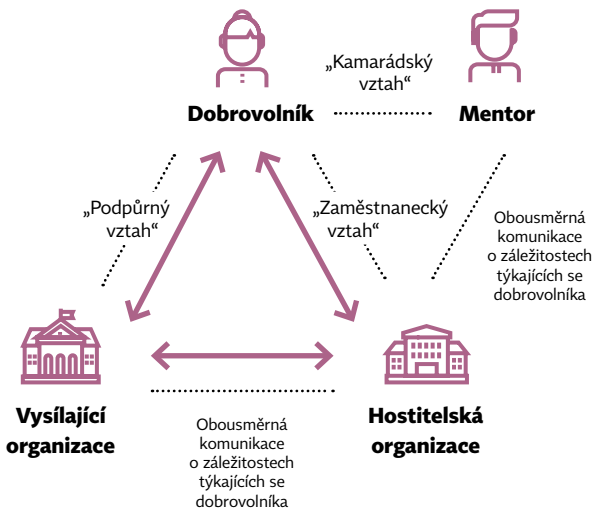 „Kamarádský
vztah“
Dobrovolník
Mentor
„Podpůrný
vztah“
„Zaměstnanecký
vztah“
Obousměrná
komunikace
o záležitostech
týkajících se
dobrovolníka
Vysílající
organizace
Obousměrná
komunikace
o záležitostech
týkajících se
dobrovolníka
Hostitelská
organizace